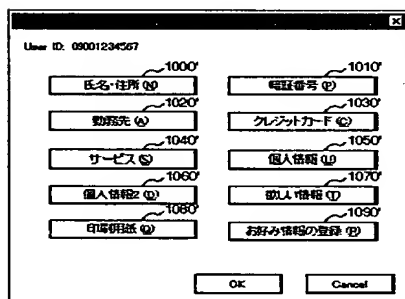 User ID: 09001234567
1000' 1010'
氏名・住所 (N) 暗証番号 (P)
1020' 1030'
勤務先 (A) クレジットカード (C)
1040' 1050'
サービス (S) 個人情報 (U)
1060' 1070'
個人情報2 (D) 欲しい情報 (T)
1080' 1090'
印刷用紙 (Q) お好み情報の登録 (R)
OK Cancel